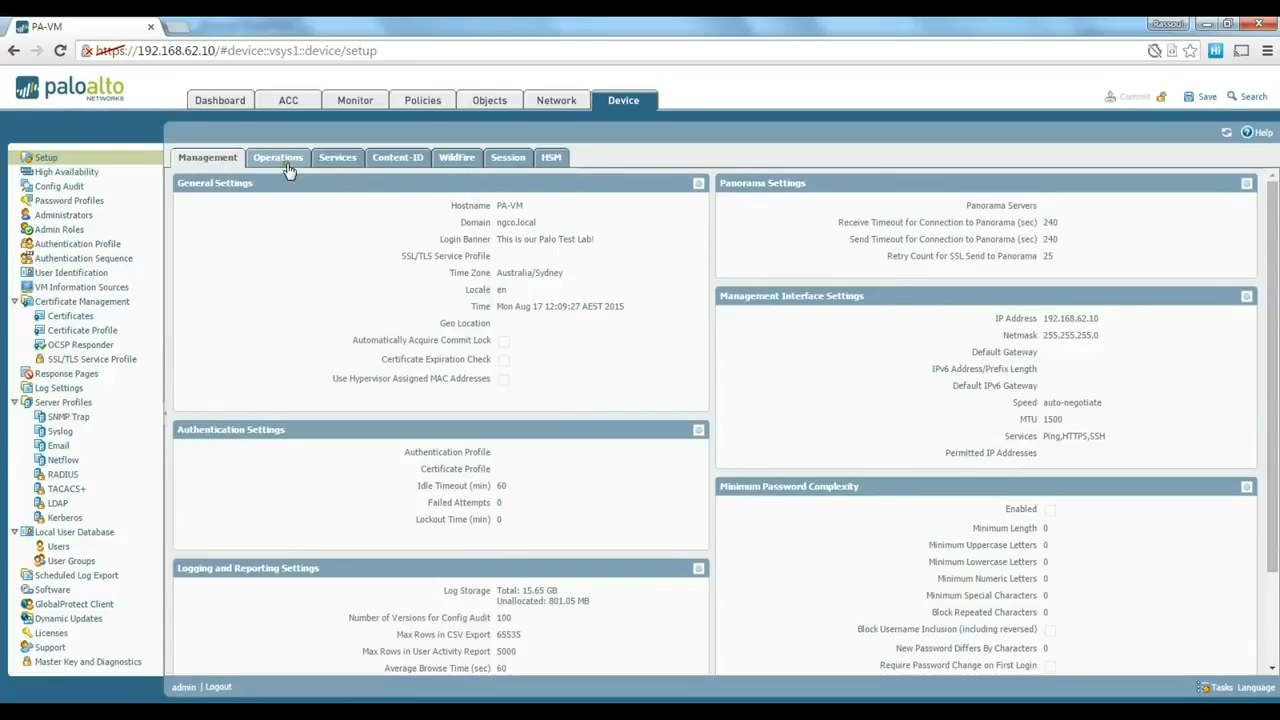 PA-VM
Rassoul
https://192.168.62.10/#device::vsys1::device/setup
paloalto
NETWORKS
Dashboard
ACC
Monitor
Policies
Objects
Network
Device
Commit
Save
Search
Help
Setup
High Availability
Config Audit
Password Profiles
Administrators
Admin Roles
Authentication Profile
Authentication Sequence
User Identification
VM Information Sources
Certificate Management
Certificates
Certificate Profile
OCSP Responder
SSL/TLS Service Profile
Response Pages
Log Settings
Server Profiles
SNMP Trap
Syslog
Email
Netflow
RADIUS
TACACS+
LDAP
Kerberos
Local User Database
Users
User Groups
Scheduled Log Export
Software
GlobalProtect Client
Dynamic Updates
Licenses
Support
Master Key and Diagnostics
Management
Operations
Services
Content-ID
WildFire
Session
HSM
General Settings
Hostname PA-VM
Domain ngco.local
Login Banner This is our Palo Test Lab!
SSL/TLS Service Profile
Time Zone Australia/Sydney
Locale en
Time Mon Aug 17 12:09:27 AEST 2015
Geo Location
Automatically Acquire Commit Lock
Certificate Expiration Check
Use Hypervisor Assigned MAC Addresses
Authentication Settings
Authentication Profile
Certificate Profile
Idle Timeout (min) 60
Failed Attempts 0
Lockout Time (min) 0
Logging and Reporting Settings
Log Storage Total: 15.65 GB
Unallocated: 801.05 MB
Number of Versions for Config Audit 100
Max Rows in CSV Export 65535
Max Rows in User Activity Report 5000
Average Browse Time (sec) 60
Panorama Settings
Panorama Servers
Receive Timeout for Connection to Panorama (sec) 240
Send Timeout for Connection to Panorama (sec) 240
Retry Count for SSL Send to Panorama 25
Management Interface Settings
IP Address 192.168.62.10
Netmask 255.255.255.0
Default Gateway
IPv6 Address/Prefix Length
Default IPv6 Gateway
Speed auto-negotiate
MTU 1500
Services Ping,HTTPS,SSH
Permitted IP Addresses
Minimum Password Complexity
Enabled
Minimum Length 0
Minimum Uppercase Letters 0
Minimum Lowercase Letters 0
Minimum Numeric Letters 0
Minimum Special Characters 0
Block Repeated Characters 0
Block Username Inclusion (including reversed)
New Password Differs By Characters 0
Require Password Change on First Login
admin | Logout
Tasks
Language